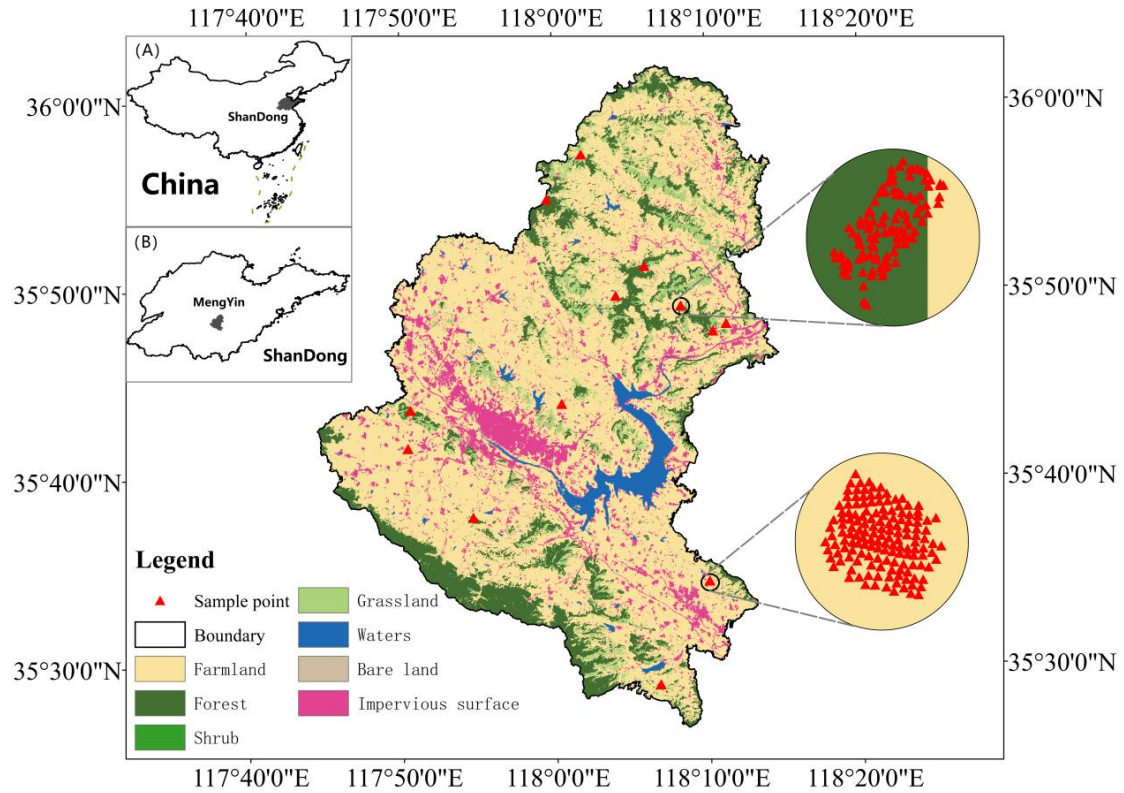 117°40'0"E 117°50'0"E 118°0'0"E 118°10'0"E 118°20'0"E
(A)
ShanDong
China
(B)
MengYin
ShanDong
36°0'0"N
35°50'0"N
35°40'0"N
35°30'0"N
36°0'0"N
35°50'0"N
35°40'0"N
35°30'0"N
Legend
Sample point
Boundary
Farmland
Forest
Shrub
Grassland
Waters
Bare land
Impervious surface
117°40'0"E 117°50'0"E 118°0'0"E 118°10'0"E 118°20'0"E